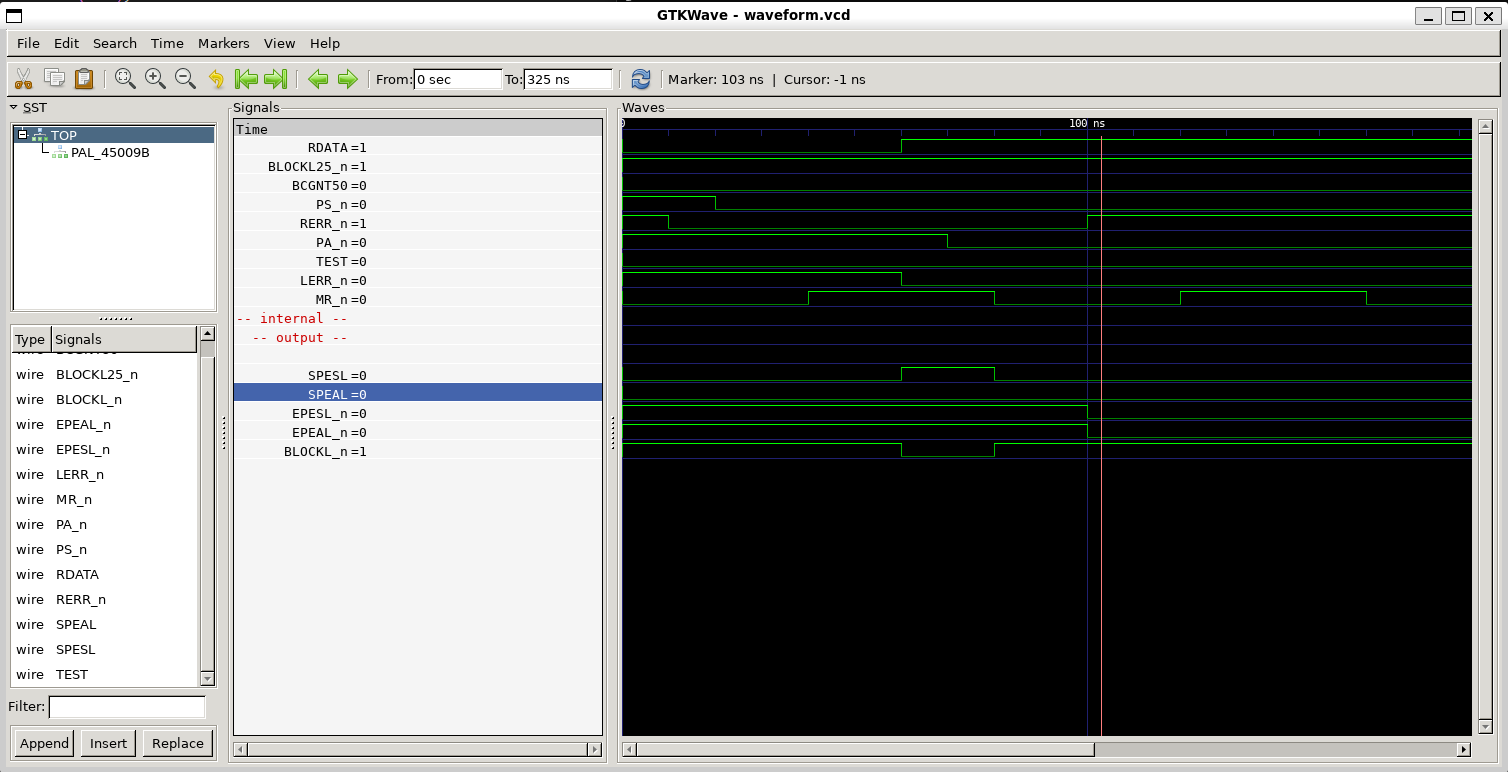 GTKWave - waveform.vcd
File Edit Search Time Markers View Help
From: 0 sec To: 325 ns Marker: 103 ns | Cursor: -1 ns
SST
TOP
PAL_45009B
Type Signals
wire BLOCKL25_n
wire BLOCKL_n
wire EPEAL_n
wire EPESL_n
wire LERR_n
wire MR_n
wire PA_n
wire PS_n
wire RDATA
wire RERR_n
wire SPEAL
wire SPESL
wire TEST
Filter:
Append Insert Replace
Signals
Time
RDATA =1
BLOCKL25_n =1
BCGNT50 =0
PS_n =0
RERR_n =1
PA_n =0
TEST =0
LERR_n =0
MR_n =0
-- internal --
-- output --
SPESL =0
SPEAL =0
EPESL_n =0
EPEAL_n =0
BLOCKL_n =1
Waves
0 100 ns